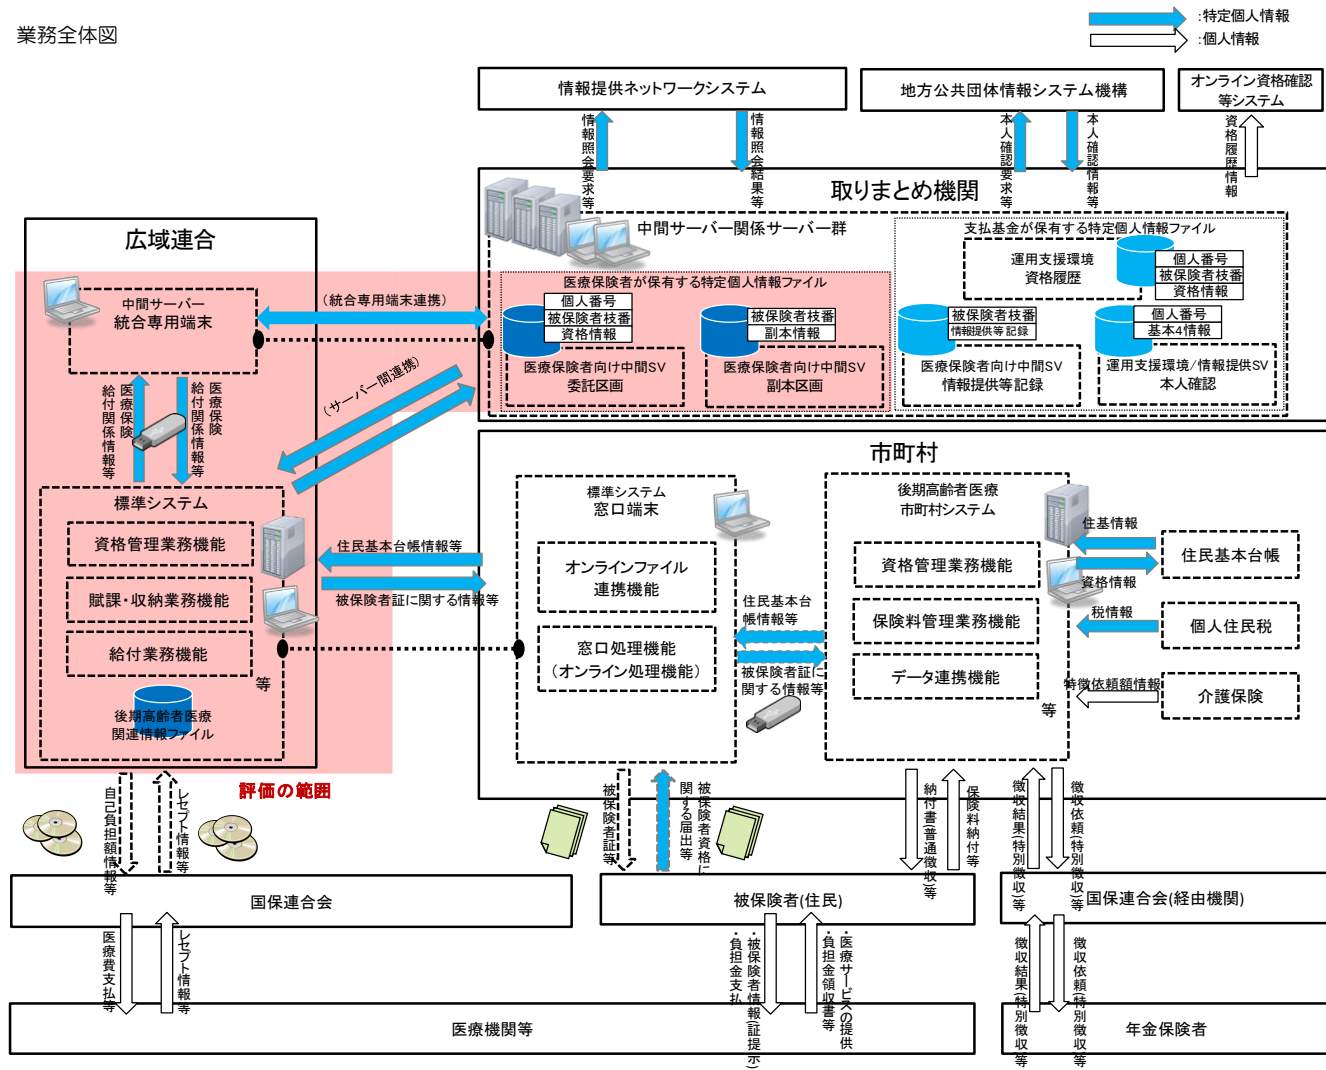 業務全体図
:特定個人情報
:個人情報
情報提供ネットワークシステム
地方公共団体情報システム機構
オンライン資格確認
等システム
情報照会要求等
情報照会結果等
本人確認要求等
本人確認情報等
資格履歴情報
取りまとめ機関
中間サーバー関係サーバー群
支払基金が保有する特定個人情報ファイル
運用支援環境
資格履歴
個人番号
被保険者枝番
資格情報
医療保険者が保有する特定個人情報ファイル
個人番号
被保険者枝番
資格情報
医療保険者向け中間SV
委託区画
被保険者枝番
副本情報
医療保険者向け中間SV
副本区画
被保険者枝番
情報提供等記録
医療保険者向け中間SV
情報提供等記録
個人番号
基本4情報
運用支援環境/情報提供SV
本人確認
広域連合
中間サーバー
統合専用端末
(統合専用端末連携)
(サーバー間連携)
医療保険
給付関係情報等
医療保険
給付関係情報等
標準システム
資格管理業務機能
賦課・収納業務機能
給付業務機能
等
後期高齢者医療
関連情報ファイル
評価の範囲
住民基本台帳情報等
被保険者証に関する情報等
市町村
標準システム
窓口端末
オンラインファイル
連携機能
窓口処理機能
(オンライン処理機能)
住民基本台
帳情報等
被保険者証に
関する情報等
後期高齢者医療
市町村システム
資格管理業務機能
保険料管理業務機能
データ連携機能
等
住基情報
資格情報
税情報
特徴依頼額情報
住民基本台帳
個人住民税
介護保険
自己負担額情報等
レセプト情報等
被保険者証等
被保険者資格に
関する届出等
納付書(普通徴収)等
保険料納付等
徴収結果(特別徴収)等
徴収依頼(特別徴収)等
国保連合会
被保険者(住民)
国保連合会(経由機関)
医療費支払等
レセプト情報等
・被保険者情報(証提示)
・負担金支払
・医療サービスの提供
・負担金領収書等
徴収結果(特別徴収)等
徴収依頼(特別徴収)等
医療機関等
年金保険者